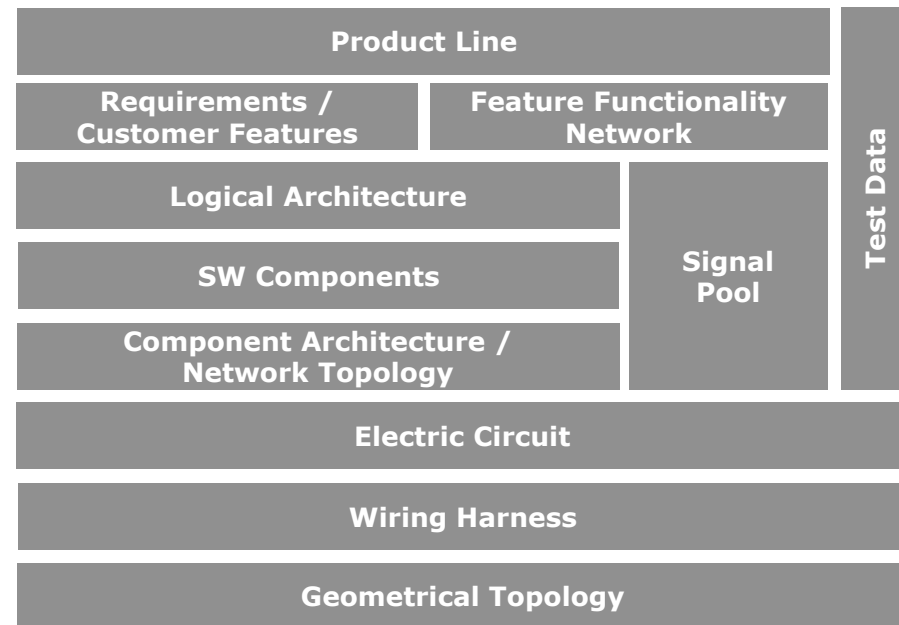 Product Line
Requirements /
Customer Features
Feature Functionality
Network
Logical Architecture
SW Components
Component Architecture /
Network Topology
Signal
Pool
Test Data
Electric Circuit
Wiring Harness
Geometrical Topology